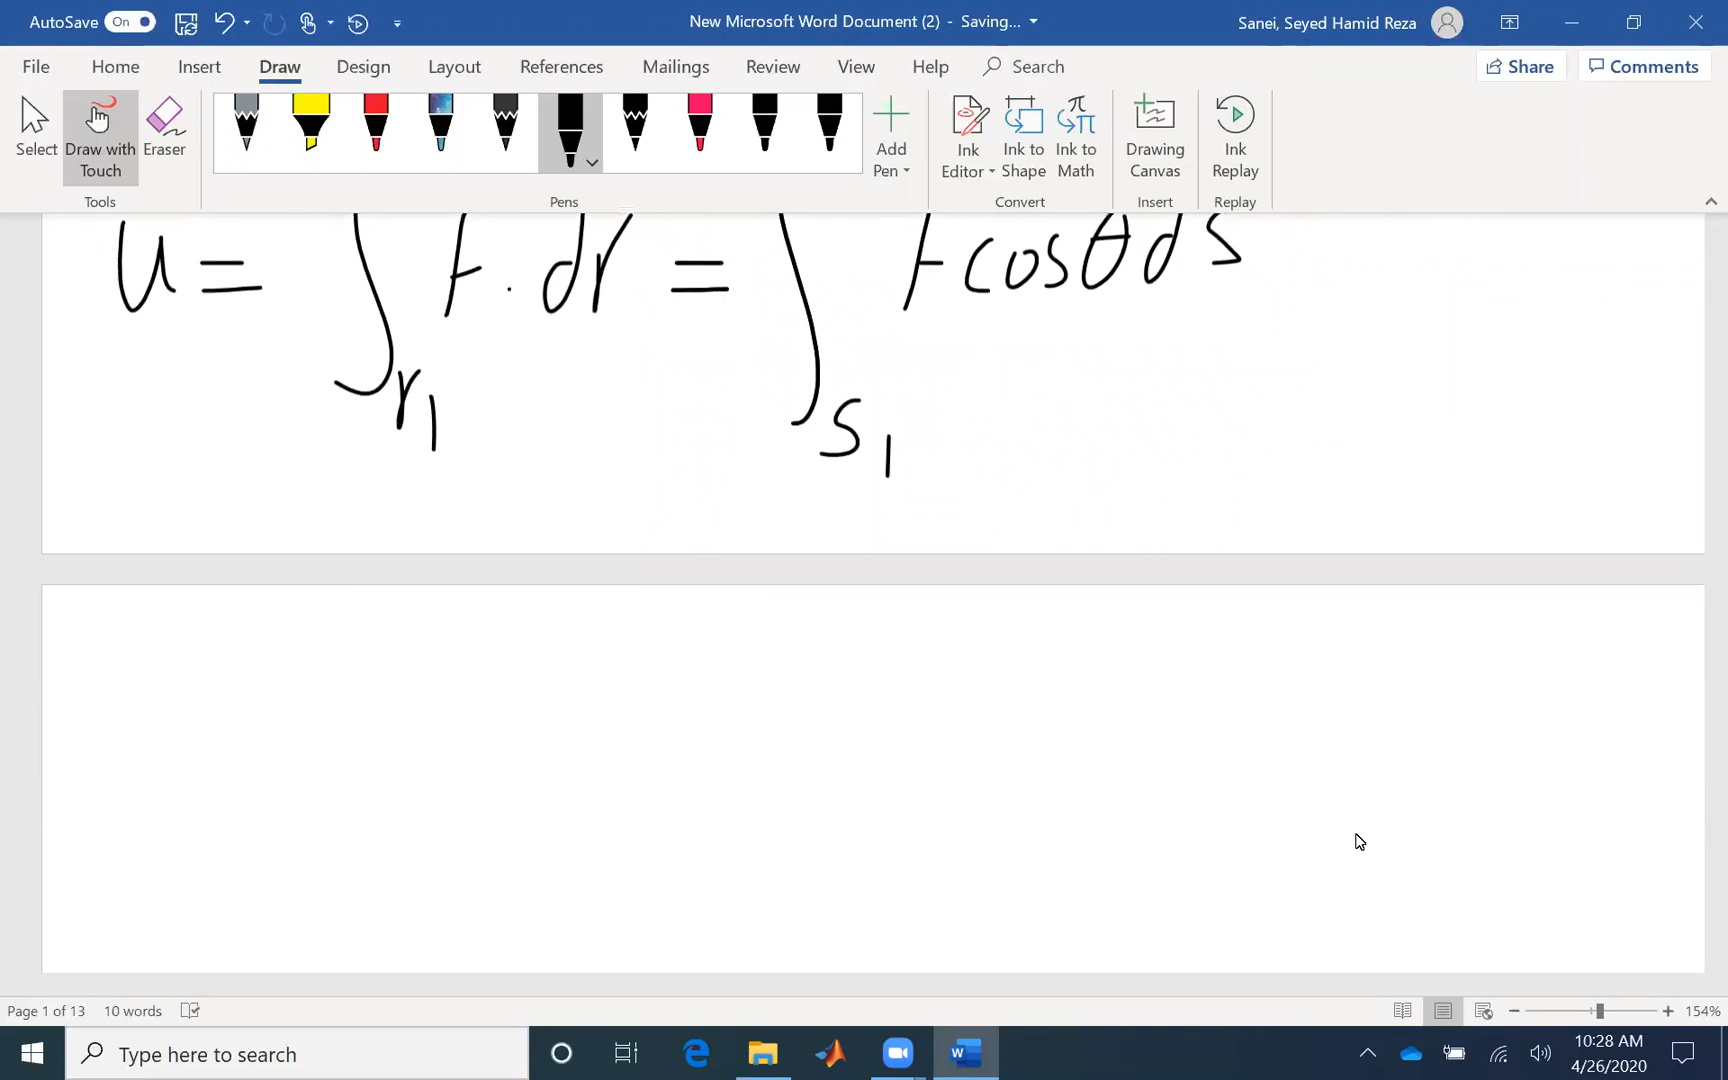 AutoSave On New Microsoft Word Document (2) - Saving... Sanei, Seyed Hamid Reza
File Home Insert Draw Design Layout References Mailings Review View Help Search Share Comments
Select Draw with Touch Eraser Add Pen Ink Editor Ink to Shape Ink to Math Drawing Canvas Ink Replay
Tools Pens Convert Insert Replay
U = ∫ F · dr = ∫ F cosθ ds
r1 S1
Page 1 of 13 10 words 154%
Type here to search 10:28 AM
4/26/2020